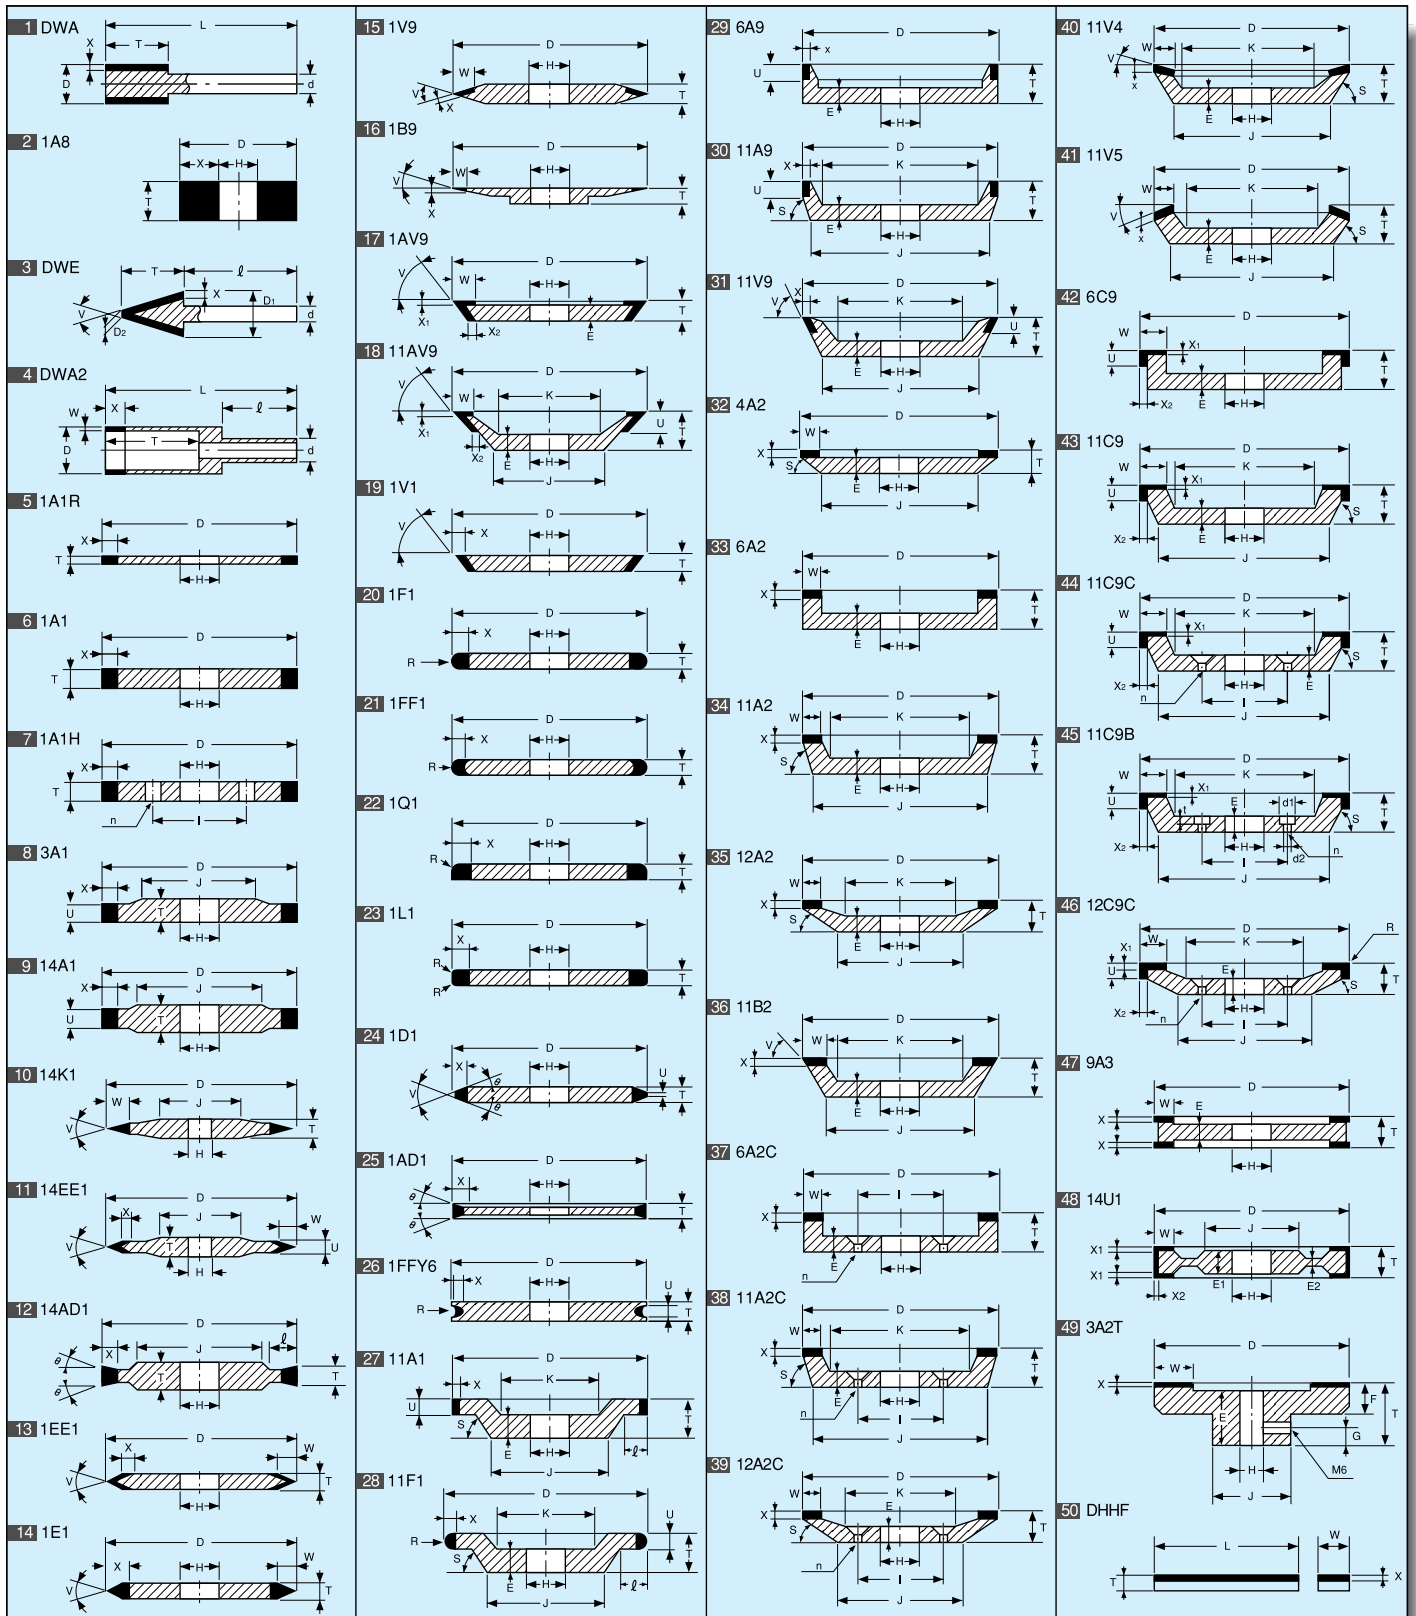 1 DWA
L
X T
D d
2 1A8
D
X H
T
3 DWE
T ℓ
X D1
V D2 d
4 DWA2
L
W X ℓ
D T d
5 1A1R
D
X
T
H
6 1A1
D
X
T
H
7 1A1H
D
X H
T
n I
8 3A1
D
X J
U T
H
9 14A1
D
X J
U T
H
10 14K1
D
W J
V T
H
11 14EE1
D
X J W
V T U
H
12 14AD1
D
X J ℓ
θ T T
θ
H
13 1EE1
D
X W
V T
H
14 1E1
D
X H W
V T
15 1V9
D
W H
V X T
16 1B9
D
V W H
X T
17 1AV9
D
V W H
X1 T
X2 E
18 11AV9
D
V W K
X1 U T
X2 E H
J
19 1V1
D
V X H
T
20 1F1
D
X H
R T
21 1FF1
D
X H
R T
22 1Q1
D
R X H
T
23 1L1
D
X H
R T
R
24 1D1
D
X H U
V θ T
θ
25 1AD1
D
θ X H
θ T
26 1FFY6
D
X H U
R T
27 11A1
D
X K
U S T
E H ℓ
J
28 11F1
D
X K U
R S T
E H ℓ
J
29 6A9
D
x
U T
E H
30 11A9
D
X K
U S T
E H
J
31 11V9
D
V X K
U T
E H
J
32 4A2
D
W
X S T
E H
J
33 6A2
D
W
X T
E H
34 11A2
D
W K
X S T
E H
J
35 12A2
D
W K
X S T
E H
J
36 11B2
D
V W K
X T
E H
J
37 6A2C
D
W I
X T
E
n H
38 11A2C
D
W K
X S T
E H
n I
J
39 12A2C
D
W K
X E
S T
n H
I
J
40 11V4
D
V W K
x S T
E H
J
41 11V5
D
V W K
x S T
E H
J
42 6C9
D
W X1
U T
X2 E H
43 11C9
D
W X1 K
U S T
X2 E H
J
44 11C9C
D
W X1 K
U S T
X2 H E
n I
J
45 11C9B
D
W X1 K
U t E d1 S T
X2 H d2 n
I
J
46 12C9C
D R
X1 W K
U E S T
X2 H
n I
J
47 9A3
D
W E
X T
X
H
48 14U1
D
W J
X1 T
X1 E1 E2
X2 H
49 3A2T
D
W
X F
E T
G
H M6
J
50 DHHF
L W
T X